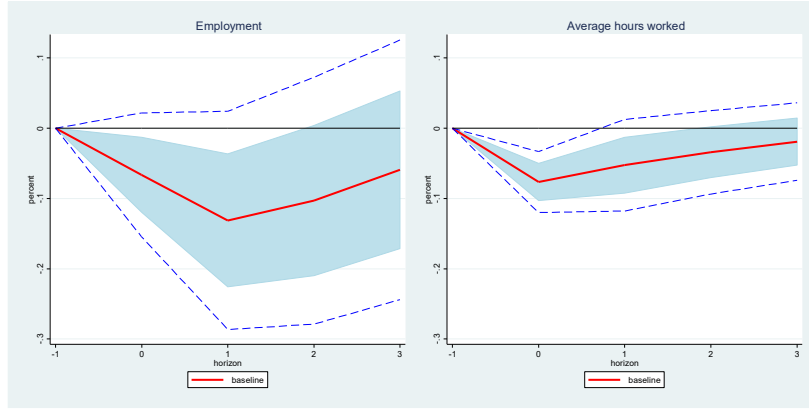 Employment
.1
0
-.1
-.2
-.3
percent
-1 0 1 2 3
horizon
baseline
Average hours worked
.1
0
-.1
-.2
-.3
percent
-1 0 1 2 3
horizon
baseline